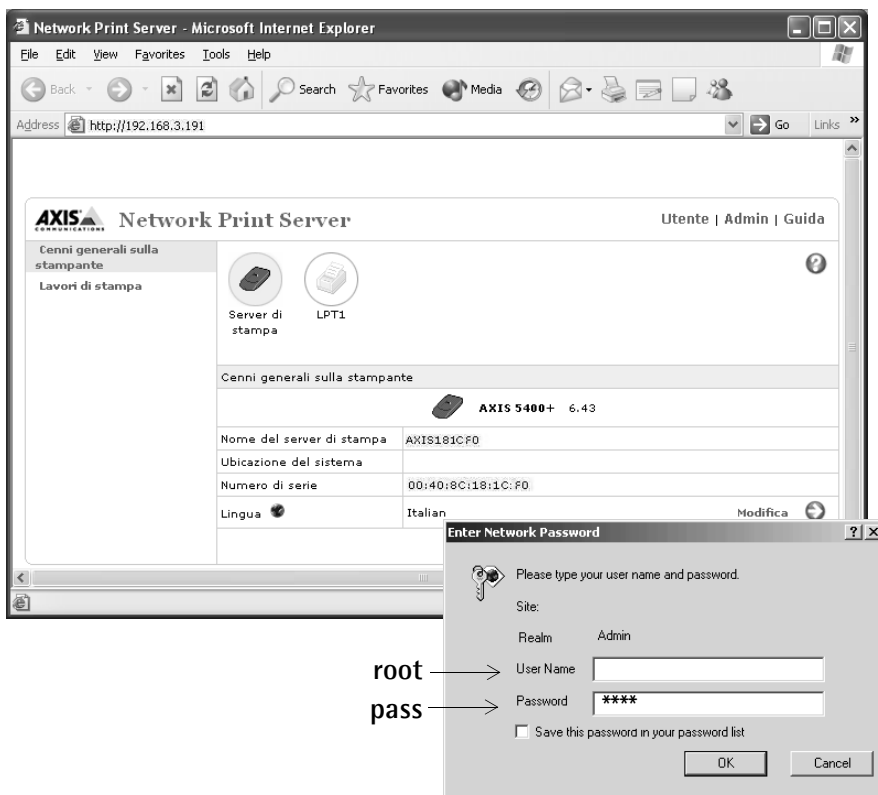 Network Print Server - Microsoft Internet Explorer
File Edit View Favorites Tools Help
Back Search Favorites Media
Address http://192.168.3.191 Go Links »
AXIS COMMUNICATIONS Network Print Server Utente | Admin | Guida
Cenni generali sulla
stampante
Lavori di stampa
Server di
stampa
LPT1
Cenni generali sulla stampante
AXIS 5400+ 6.43
Nome del server di stampa AXIS181CF0
Ubicazione del sistema
Numero di serie 00:40:8C:18:1C:F0
Lingua Italian Modifica
Enter Network Password
Please type your user name and password.
Site:
Realm Admin
root User Name
pass Password ****
Save this password in your password list
OK Cancel